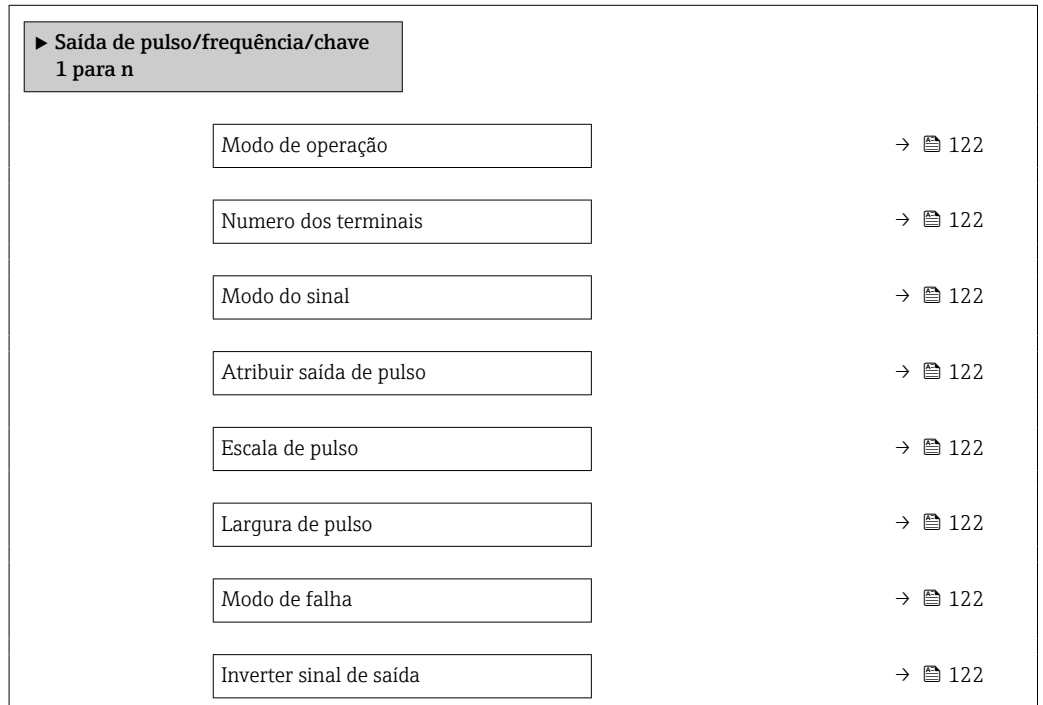 ▶ Saída de pulso/frequência/chave
1 para n
Modo de operação → 122
Numero dos terminais → 122
Modo do sinal → 122
Atribuir saída de pulso → 122
Escala de pulso → 122
Largura de pulso → 122
Modo de falha → 122
Inverter sinal de saída → 122